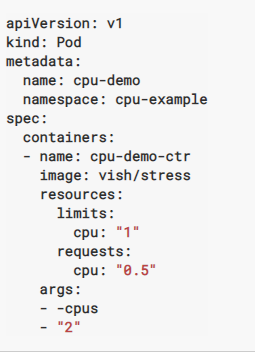 apiVersion: v1
kind: Pod
metadata:
  name: cpu-demo
  namespace: cpu-example
spec:
  containers:
  - name: cpu-demo-ctr
    image: vish/stress
    resources:
      limits:
        cpu: "1"
      requests:
        cpu: "0.5"
    args:
    - -cpus
    - "2"